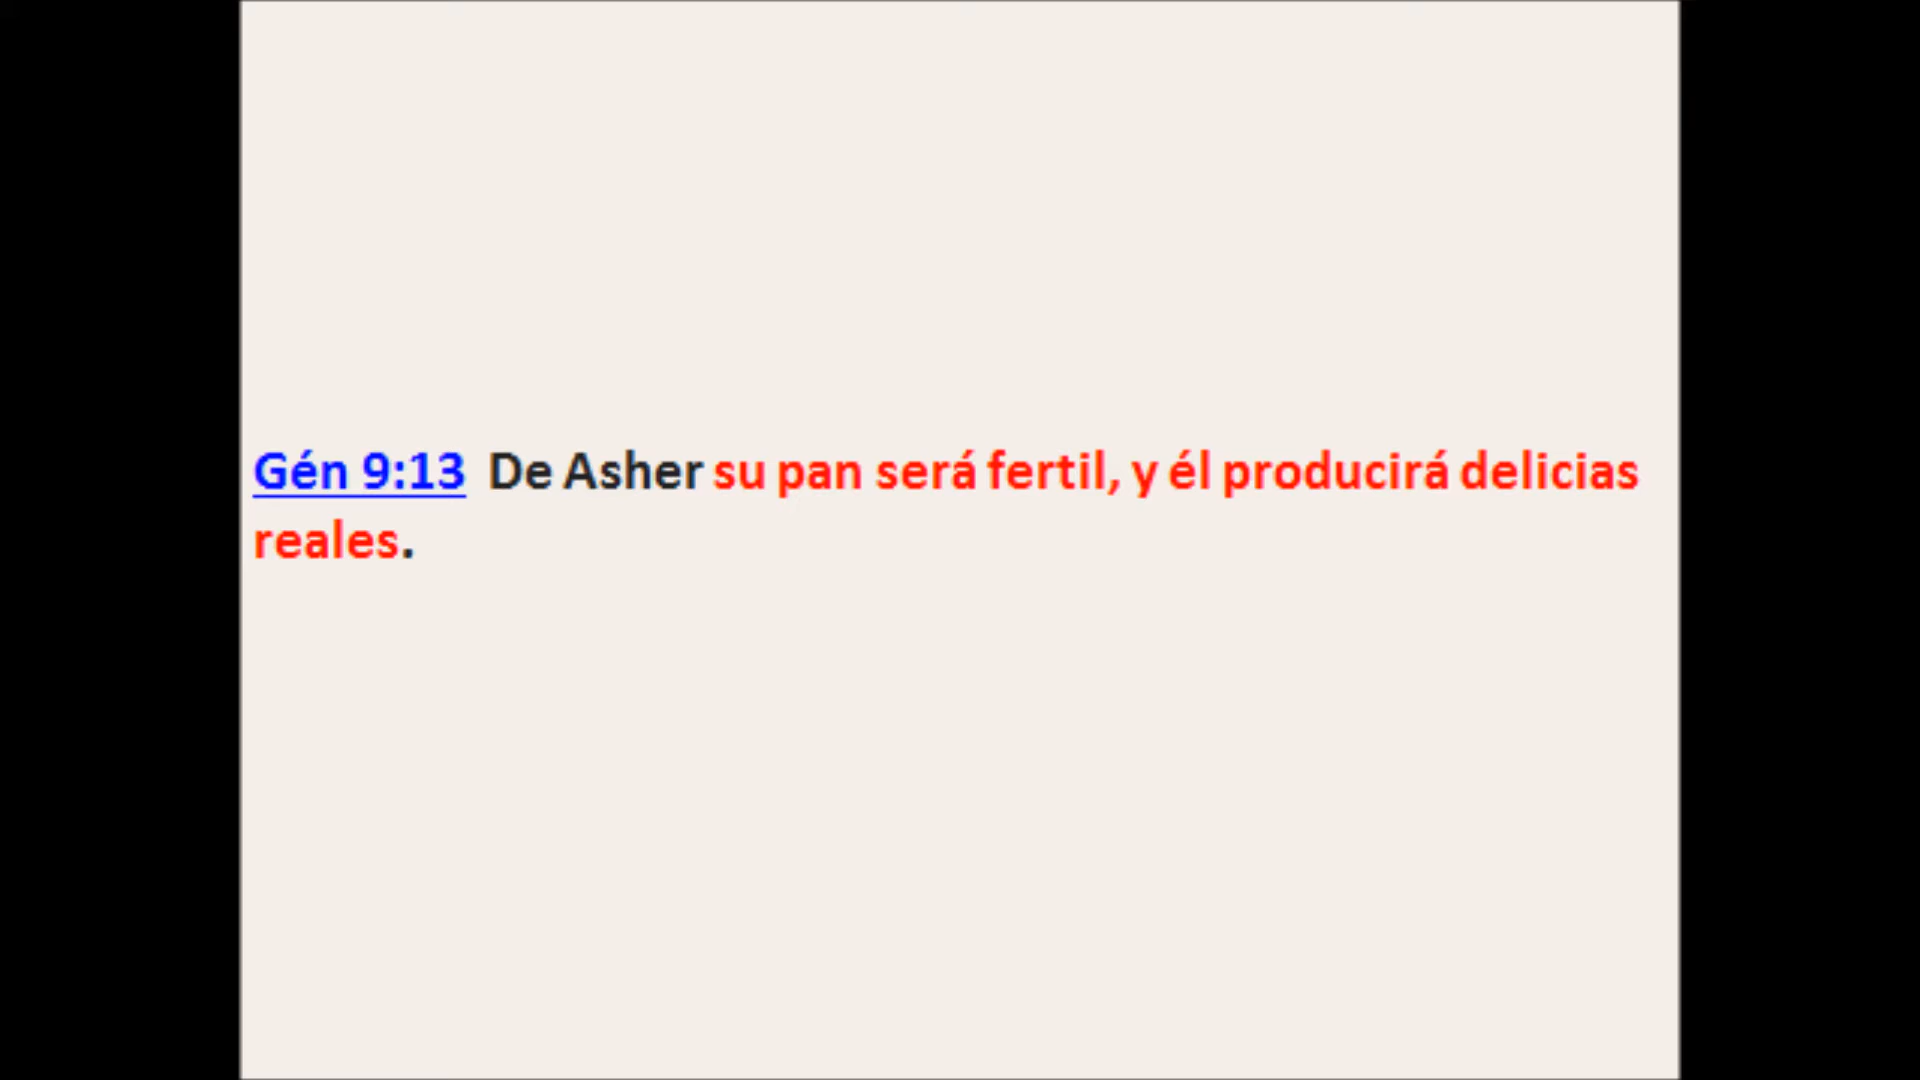 Gén 9:13 De Asher su pan será fertil, y él producirá delicias
reales.